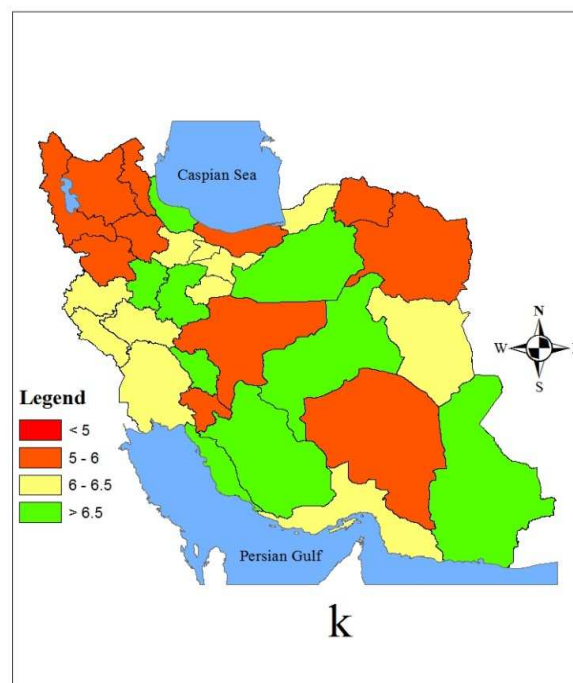 Caspian Sea
N
W
E
S
Legend
< 5
5 - 6
6 - 6.5
> 6.5
Persian Gulf
k